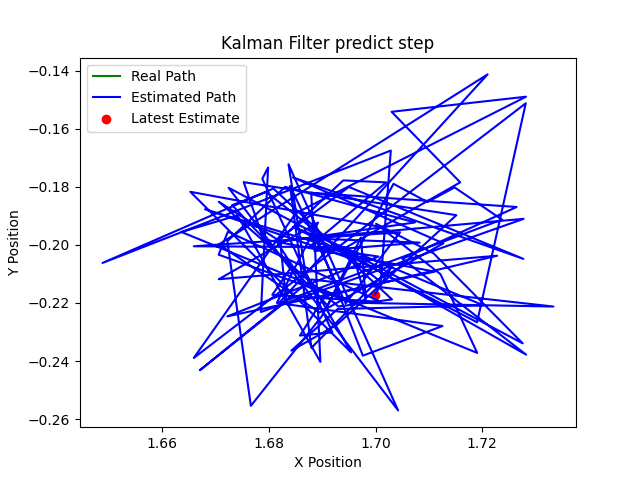 Kalman Filter predict step
Real Path
Estimated Path
Latest Estimate
−0.14
−0.16
−0.18
−0.20
−0.22
−0.24
−0.26
Y Position
1.66
1.68
1.70
1.72
X Position